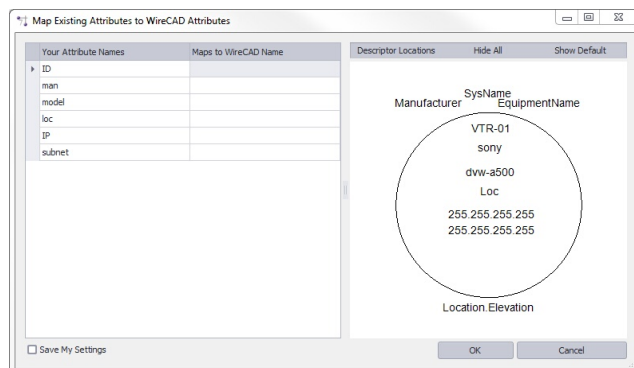 Map Existing Attributes to WireCAD Attributes
Your Attribute Names Maps to WireCAD Name
ID
man
model
loc
IP
subnet
Descriptor Locations Hide All Show Default
SysName
Manufacturer EquipmentName
VTR-01
sony
dvw-a500
Loc
255.255.255.255
255.255.255.255
Location.Elevation
Save My Settings
OK Cancel